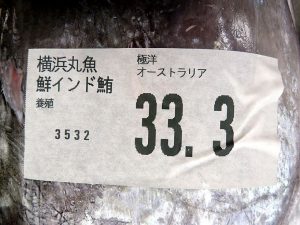 横浜丸魚
鮮インド鮪
養殖
3532
極洋
オーストラリア
33.3